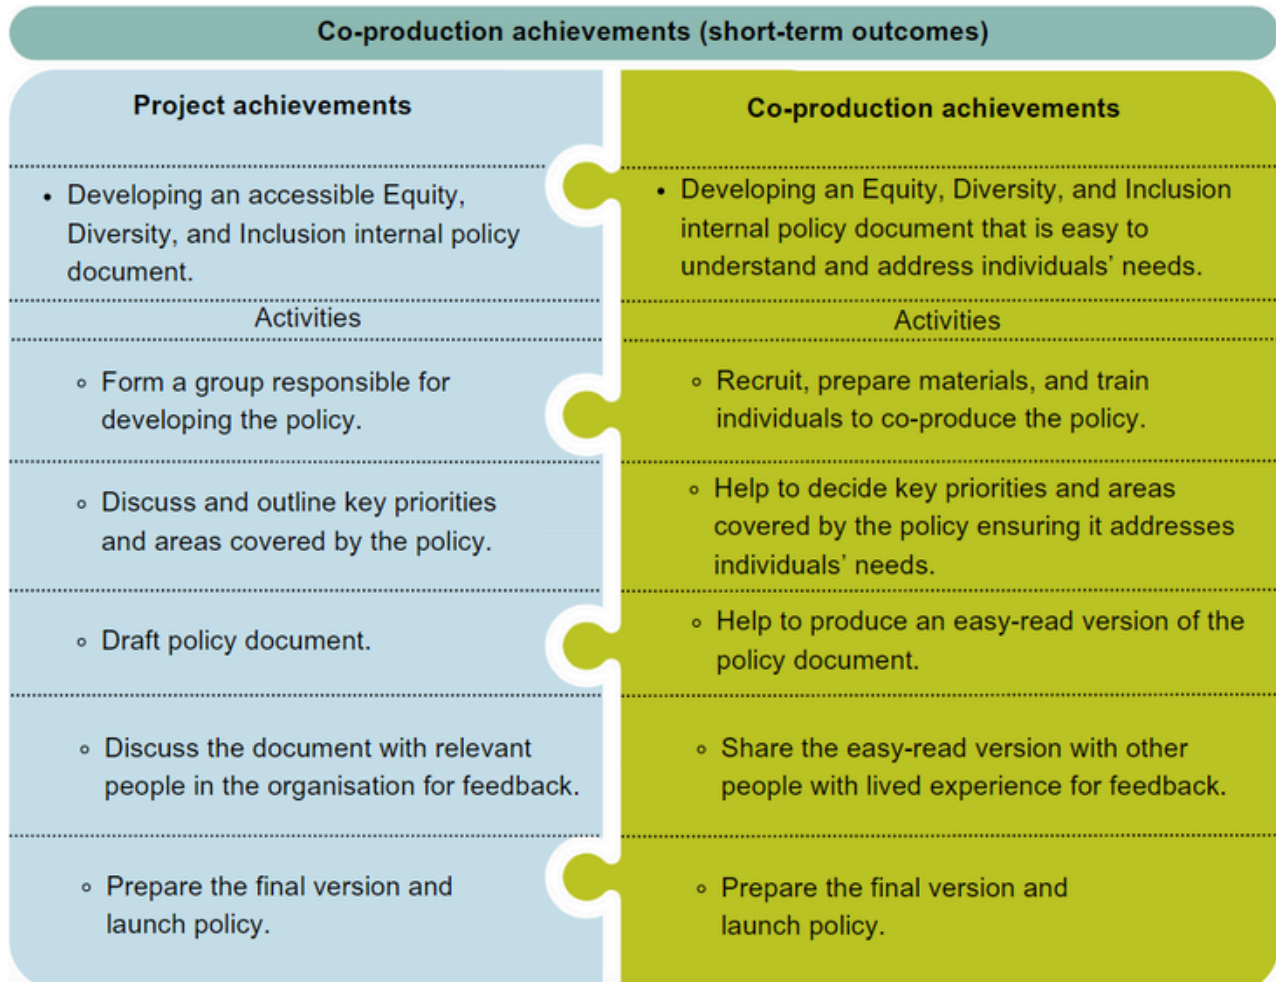 Co-production achievements (short-term outcomes)
Project achievements
• Developing an accessible Equity,
Diversity, and Inclusion internal policy
document.
Activities
◦ Form a group responsible for
developing the policy.
◦ Discuss and outline key priorities
and areas covered by the policy.
◦ Draft policy document.
◦ Discuss the document with relevant
people in the organisation for feedback.
◦ Prepare the final version and
launch policy.
Co-production achievements
• Developing an Equity, Diversity, and Inclusion
internal policy document that is easy to
understand and address individuals’ needs.
Activities
◦ Recruit, prepare materials, and train
individuals to co-produce the policy.
◦ Help to decide key priorities and areas
covered by the policy ensuring it addresses
individuals’ needs.
◦ Help to produce an easy-read version of the
policy document.
◦ Share the easy-read version with other
people with lived experience for feedback.
◦ Prepare the final version and
launch policy.